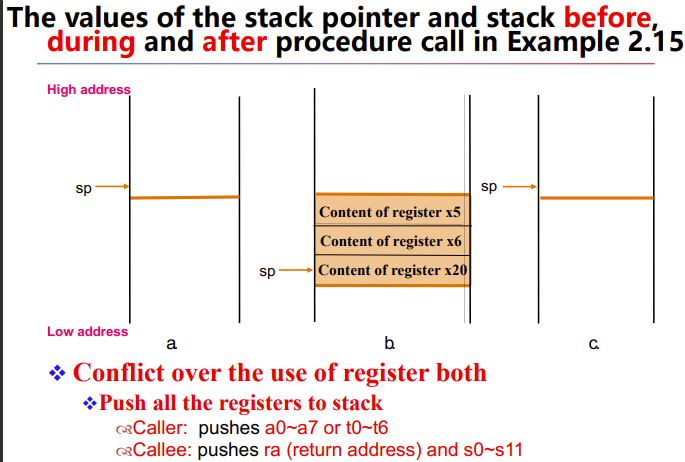 The values of the stack pointer and stack before,
during and after procedure call in Example 2.15
High address
sp
sp
Content of register x5
Content of register x6
sp
Content of register x20
Low address
a.
b.
c.
Conflict over the use of register both
Push all the registers to stack
Caller: pushes a0~a7 or t0~t6
Callee: pushes ra (return address) and s0~s11